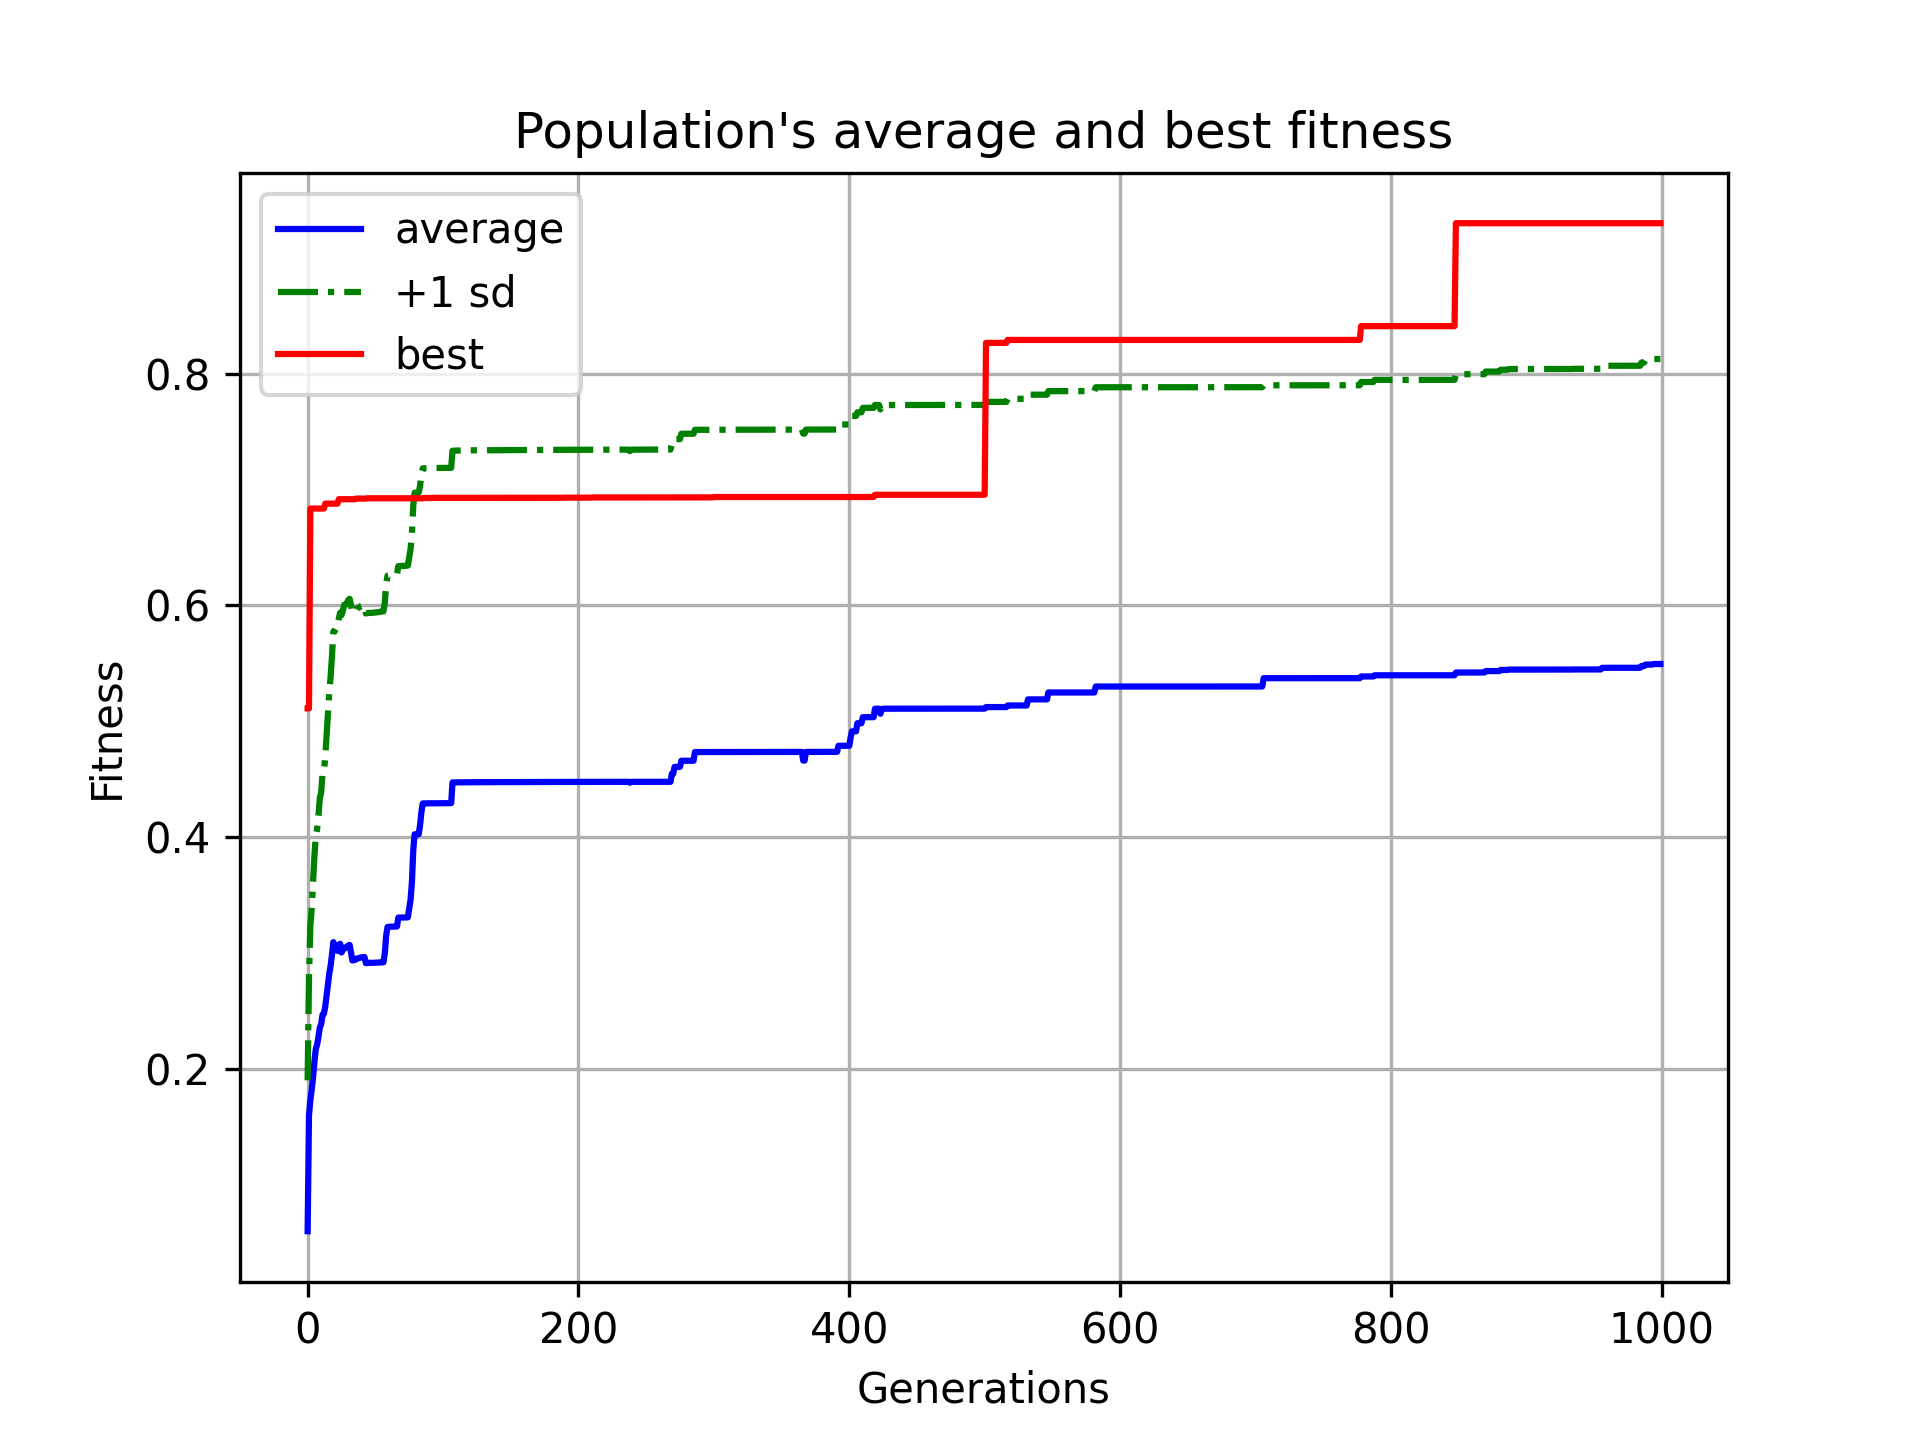 Population's average and best fitness
average
+1 sd
best
0.8
0.6
0.4
0.2
Fitness
0 200 400 600 800 1000
Generations